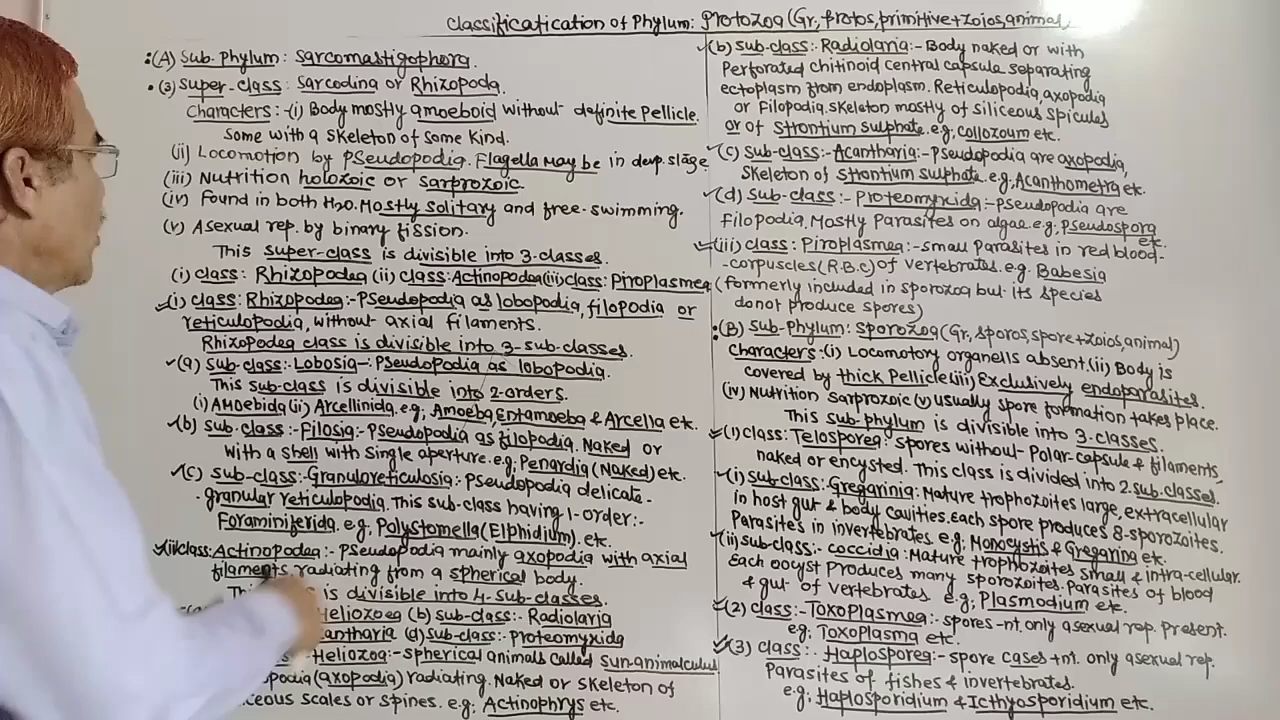 Classificatication of Phylum: Protozoa (Gr, Protos, primitive+zoios, animal)
:(A) Sub. Phylum: Sarcomastigophora.
• (3) Super-class: Sarcodina or Rhizopoda.
Characters:-(i) Body mostly amoeboid without definite Pellicle.
Some with a skeleton of some kind.
(ii) Locomotion by Pseudopodia. Flagella may be in devp. stage
(iii) Nutrition holozoic or sarprozoic.
(iv) Found in both H2O. Mostly solitary and free-swimming.
(v) Asexual rep. by binary fission.
This super-class is divisible into 3-classes.
(i) class: Rhizopodea (ii) class: Actinopodea (iii) class: Piroplasmea
(i) class: Rhizopodea:- Pseudopodia as lobopodia, filopodia or
reticulopodia, without axial filaments.
Rhizopodea class is divisible into 3-sub-classes.
(a) Sub-class:-Lobosia-: Pseudopodia as lobopodia.
This sub-class is divisible into 2-orders.
(i) Amoebida (ii) Arcellinida. e.g; Amoeba, Entamoeba & Arcella etc.
(b) Sub.class:-Filosia:- Pseudopodia as filopodia. Naked or
with a shell with single aperture. e.g; Penardia (Naked) etc.
(c) Sub-class:-Granuloreticulosia:- Pseudopodia delicate-
-granular reticulopodia. This sub-class having 1-order:-
Foraminiferida. e.g, Polystomella (Elphidium). etc.
(ii) class: Actinopodea:- Pseudopodia mainly axopodia with axial
filaments radiating from a spherical body.
is divisible into 4-sub-classes.
Heliozoea (b) sub-class:- Radiolaria
(d) sub-class:- Proteomyxida
Heliozoa:- spherical animals called sun-animalculus
(axopodia) radiating. Naked or skeleton of
scales or spines. e.g; Actinophrys etc.
(b) Sub-class:- Radiolaria:- Body naked or with
Perforated chitinoid central capsule separating
ectoplasm from endoplasm. Reticulopodia, axopodia
or Filopodia. Skeleton mostly of siliceous spicules
or of Strontium sulphate. e.g; Collozoum etc.
(c) Sub-class:- Acantharia:- Pseudopodia are axopodia,
Skeleton of strontium sulphate. e.g; Acanthometra etc.
(d) Sub-class:- Proteomyxida:- Pseudopodia are
Filopodia. Mostly Parasites on algae. e.g; Pseudospora
etc.
(iii) class: Piroplasmea:- small Parasites in red blood-
-corpuscles (R.B.C) of vertebrates. e.g. Babesia
(formerly included in sporozoa but its species
donot produce spores)
:(B) Sub-phylum: Sporozoa (Gr, sporos, spore+zoios, animal)
Characters:(i) Locomotory organells absent. (ii) Body is
covered by thick Pellicle (iii) Exclusively endoparasites.
(iv) Nutrition sarprozoic (v) usually spore formation takes place.
This sub phylum is divisible into 3-classes.
(1) class: Telosporea: spores without- Polar-capsule & filaments,
naked or encysted. This class is divided into 2 sub.classes.
(i) Sub-class: Gregarinia: Mature trophozoites large, extracellular
in host gut & body cavities. Each spore produces 8-sporozoites.
Parasites in invertebrates e.g; Monocystis & Gregarina etc.
(ii) sub-class:- Coccidia: Mature trophozoites small & intra-cellular.
Each oocyst produces many sporozoites. Parasites of blood
& gut of vertebrates e.g; Plasmodium etc.
(2) class:- Toxoplasmea:- spores-nt. only asexual rep. present.
e.g; Toxoplasma etc.
(3) class:. Haplosporea:- spore cases +nt. only asexual rep.
Parasites of fishes & invertebrates.
e.g; Haplosporidium & Icthyosporidium etc.